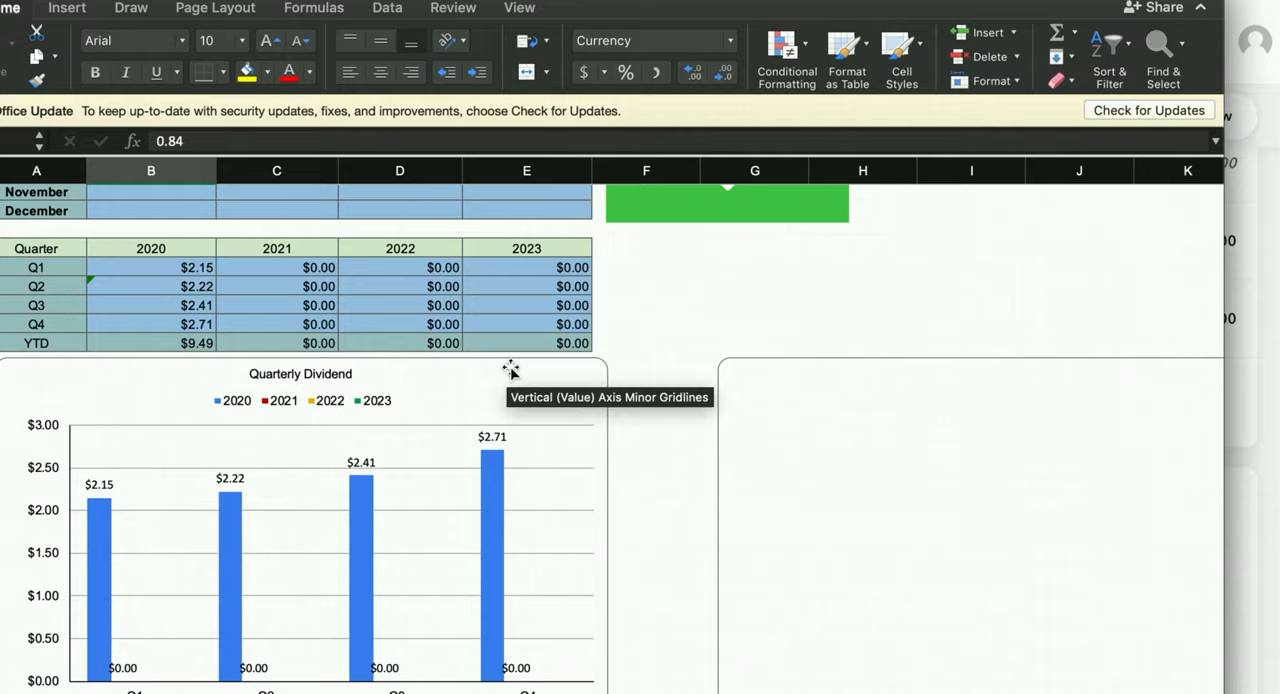 me Insert Draw Page Layout Formulas Data Review View Share
Arial 10 A A Currency Insert Σ A Z
B I U A $ % Conditional Formatting Format as Table Cell Styles Delete Format Sort & Filter Find & Select
ffice Update To keep up-to-date with security updates, fixes, and improvements, choose Check for Updates. Check for Updates
fx 0.84
A B C D E F G H I J K
November
December
Quarter 2020 2021 2022 2023
Q1 $2.15 $0.00 $0.00 $0.00
Q2 $2.22 $0.00 $0.00 $0.00
Q3 $2.41 $0.00 $0.00 $0.00
Q4 $2.71 $0.00 $0.00 $0.00
YTD $9.49 $0.00 $0.00 $0.00
Quarterly Dividend
2020 2021 2022 2023
Vertical (Value) Axis Minor Gridlines
$3.00
$2.71
$2.50
$2.41
$2.22
$2.15
$2.00
$1.50
$1.00
$0.50
$0.00 $0.00 $0.00 $0.00
$0.00